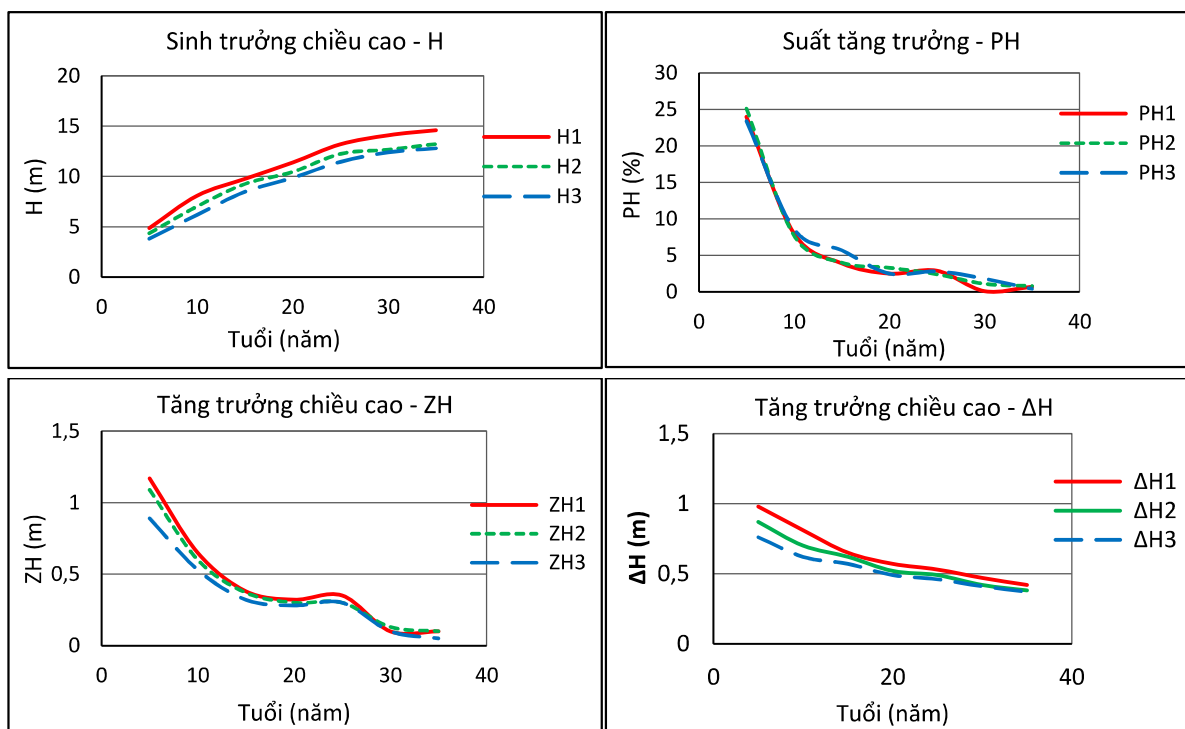 Sinh trưởng chiều cao - H
20
15
10
5
0
0 10 20 30 40
H (m)
Tuổi (năm)
H1
H2
H3
Suất tăng trưởng - PH
30
25
20
15
10
5
0
0 10 20 30 40
PH (%)
Tuổi (năm)
PH1
PH2
PH3
Tăng trưởng chiều cao - ZH
1,5
1
0,5
0
0 10 20 30 40
ZH (m)
Tuổi (năm)
ZH1
ZH2
ZH3
Tăng trưởng chiều cao - ΔH
1,5
1
0,5
0
0 20 40
ΔH (m)
Tuổi (năm)
ΔH1
ΔH2
ΔH3